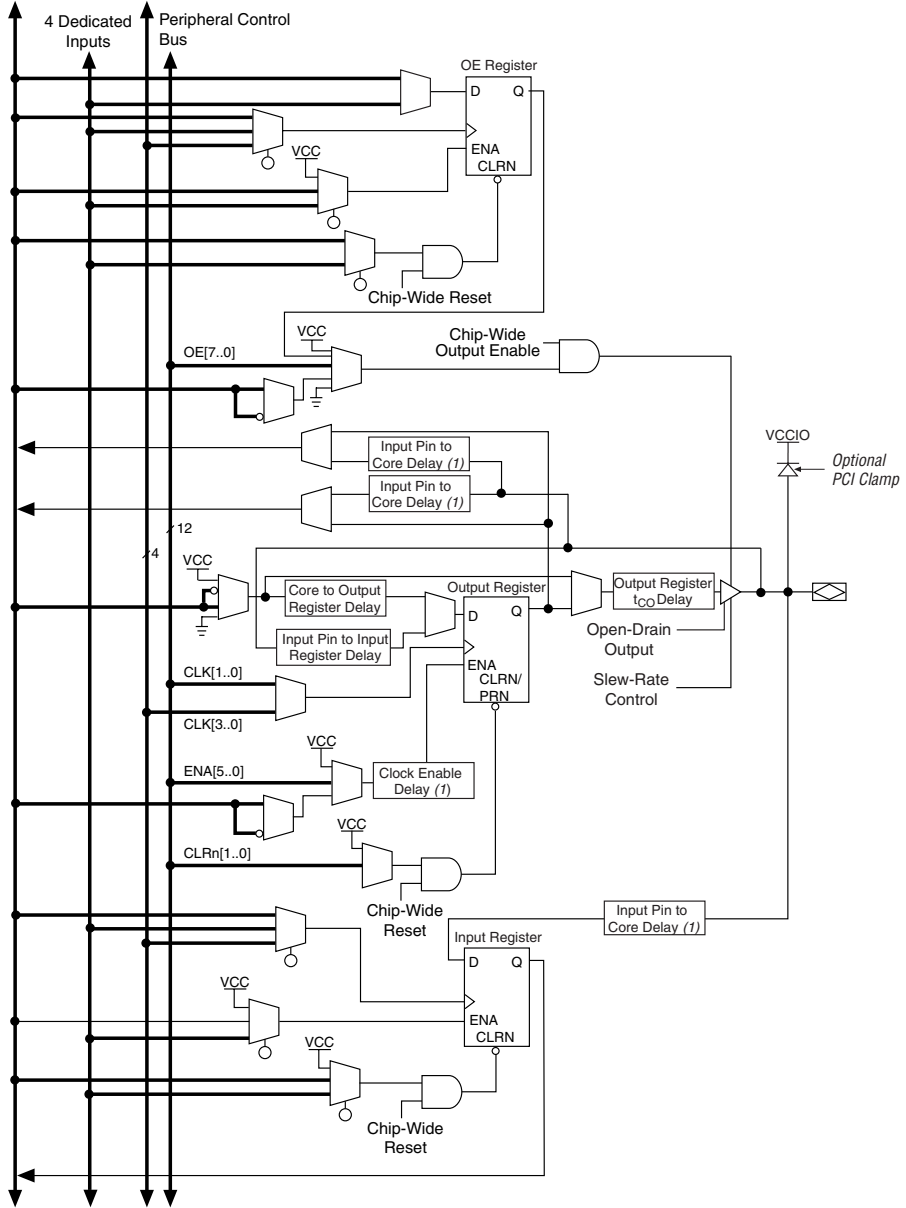 4 Dedicated
Inputs
Peripheral Control
Bus
OE Register
D Q
ENA
CLRN
VCC
Chip-Wide Reset
VCC
OE[7..0]
Chip-Wide
Output Enable
Input Pin to
Core Delay (1)
Input Pin to
Core Delay (1)
VCCIO
Optional
PCI Clamp
12
4
VCC
Core to Output
Register Delay
Input Pin to Input
Register Delay
Output Register
D Q
ENA
CLRN/
PRN
Output Register
tCO Delay
Open-Drain
Output
Slew-Rate
Control
CLK[1..0]
CLK[3..0]
VCC
ENA[5..0]
Clock Enable
Delay (1)
VCC
CLRn[1..0]
Chip-Wide
Reset
Input Pin to
Core Delay (1)
Input Register
D Q
ENA
CLRN
VCC
VCC
Chip-Wide
Reset